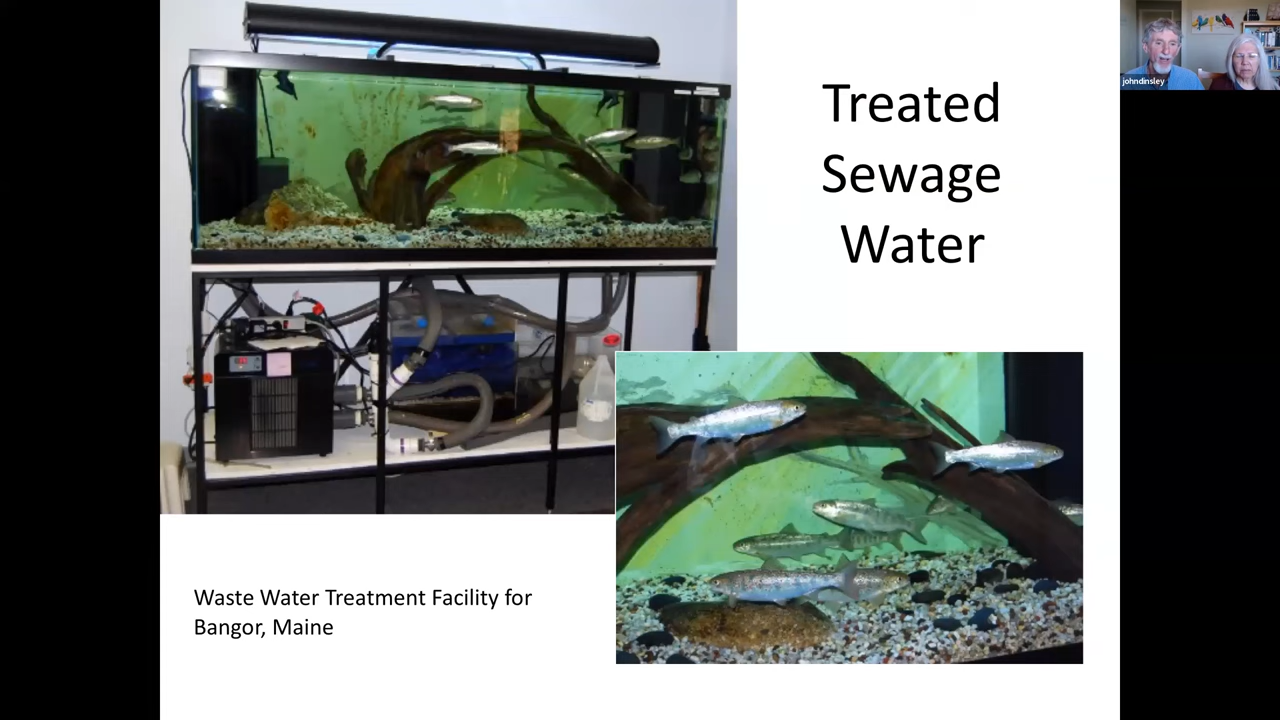 Treated
Sewage
Water
johndinsley
Waste Water Treatment Facility for
Bangor, Maine